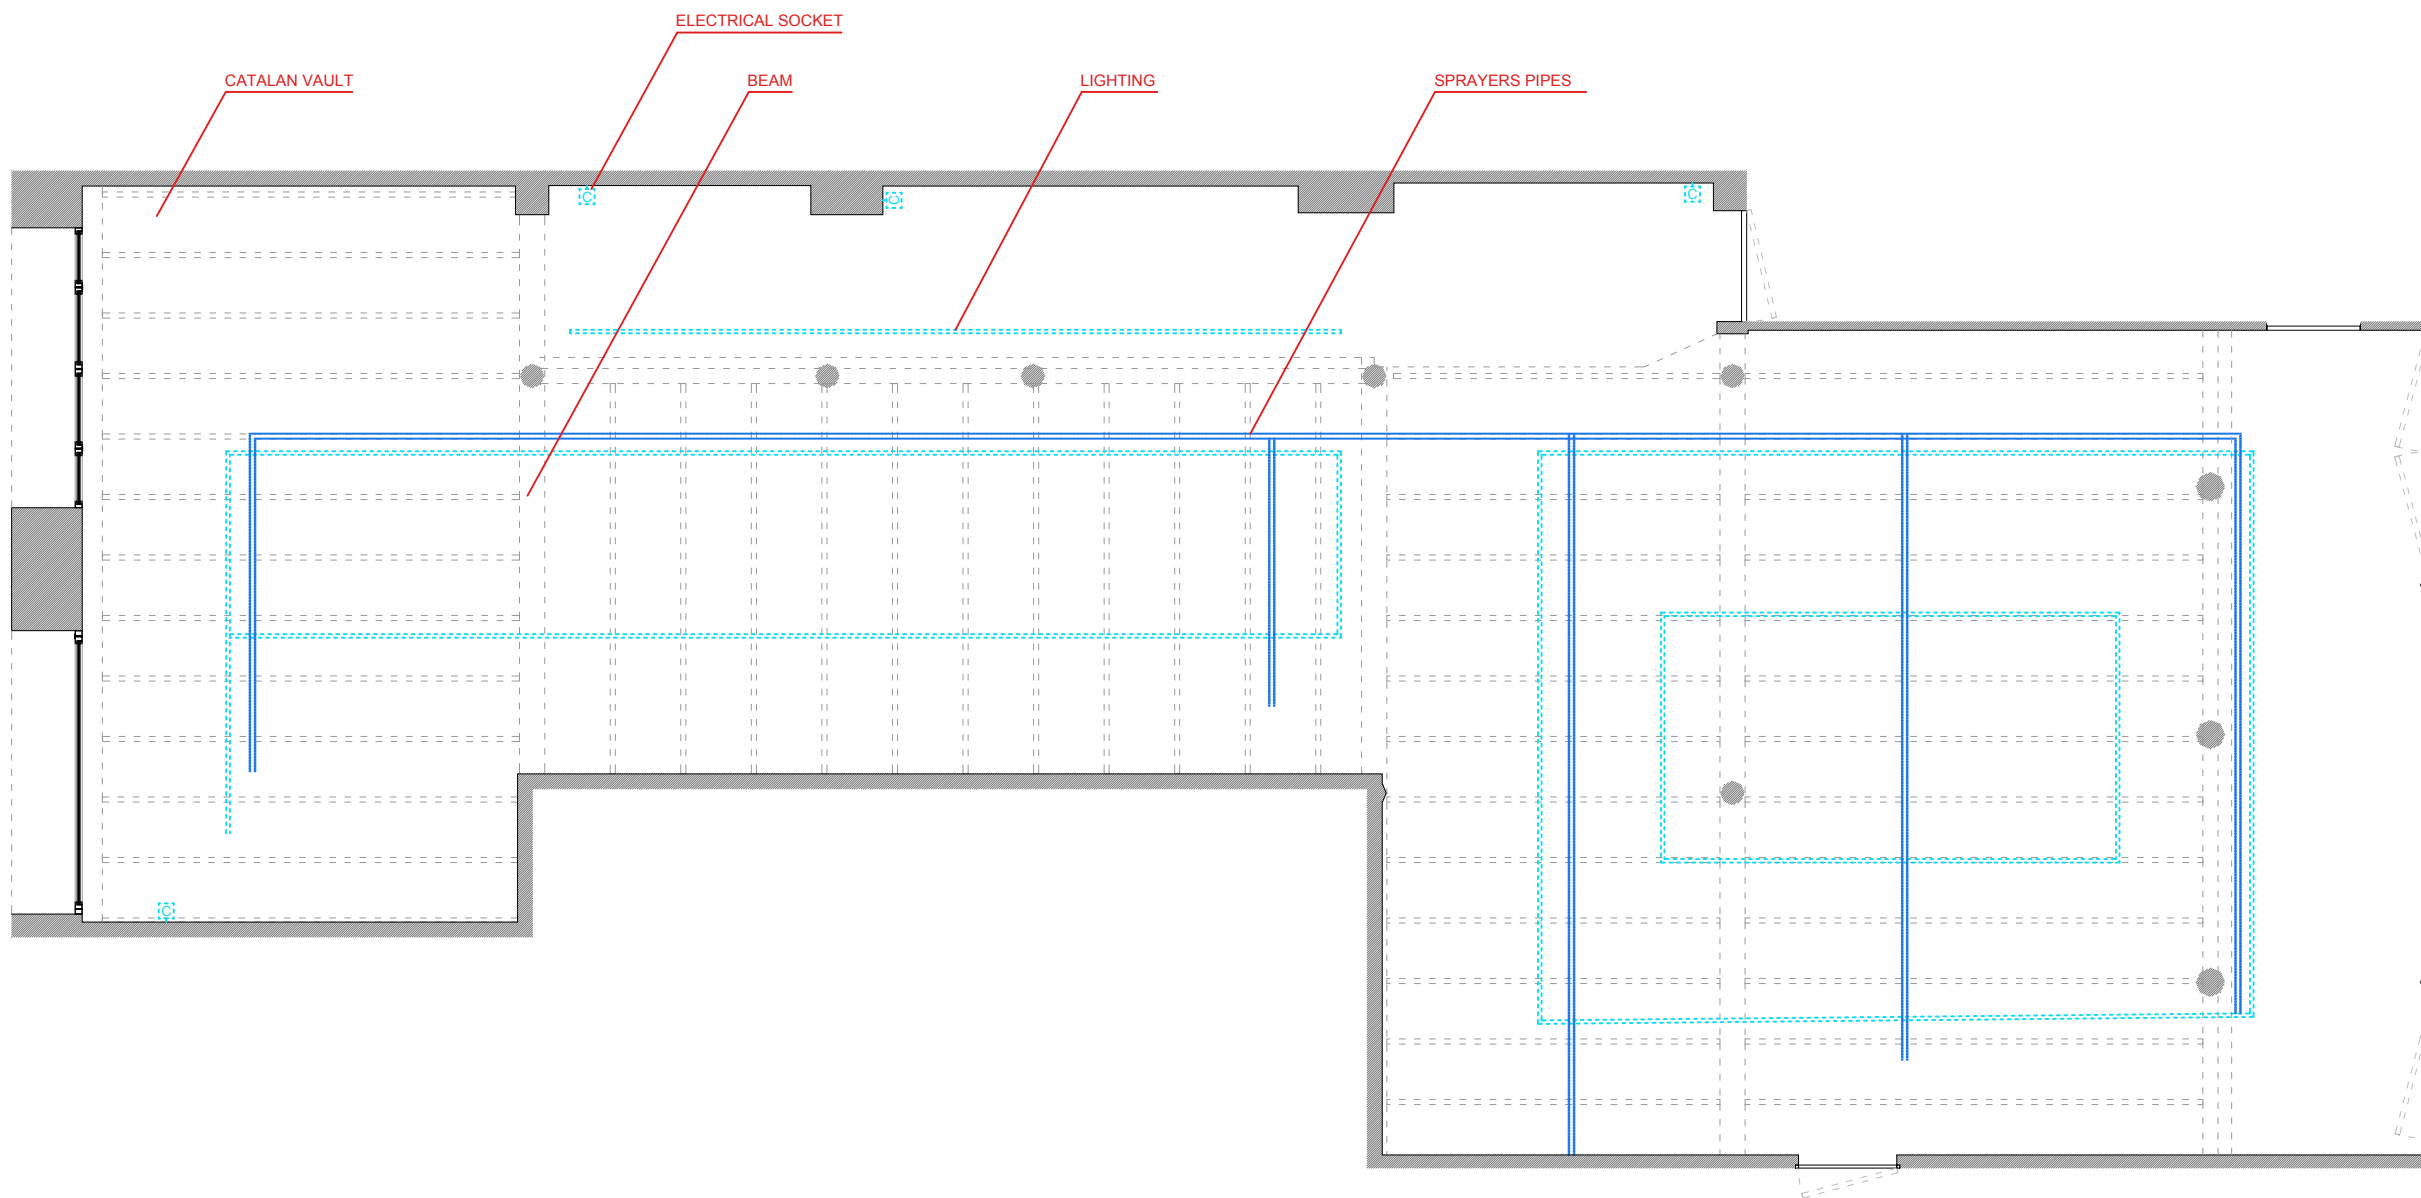 ELECTRICAL SOCKET
CATALAN VAULT
BEAM
LIGHTING
SPRAYERS PIPES
C
C
C
C